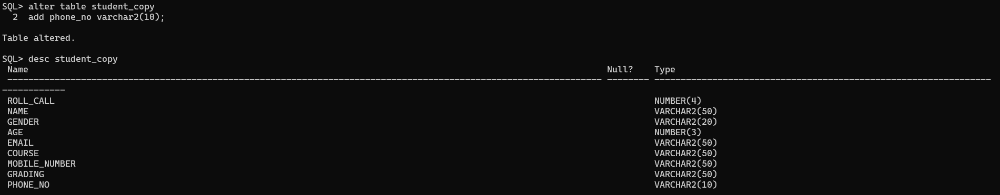 SQL> alter table student_copy
  2  add phone_no varchar2(10);

Table altered.

SQL> desc student_copy
 Name                                                                                                              Null?    Type
 ----------------------------------------------------------------------------------------------------------------- -------- ----------------------------------------------------------------
------------
 ROLL_CALL                                                                                                                  NUMBER(4)
 NAME                                                                                                                       VARCHAR2(50)
 GENDER                                                                                                                     VARCHAR2(20)
 AGE                                                                                                                        NUMBER(3)
 EMAIL                                                                                                                      VARCHAR2(50)
 COURSE                                                                                                                     VARCHAR2(50)
 MOBILE_NUMBER                                                                                                              VARCHAR2(50)
 GRADING                                                                                                                    VARCHAR2(50)
 PHONE_NO                                                                                                                   VARCHAR2(10)